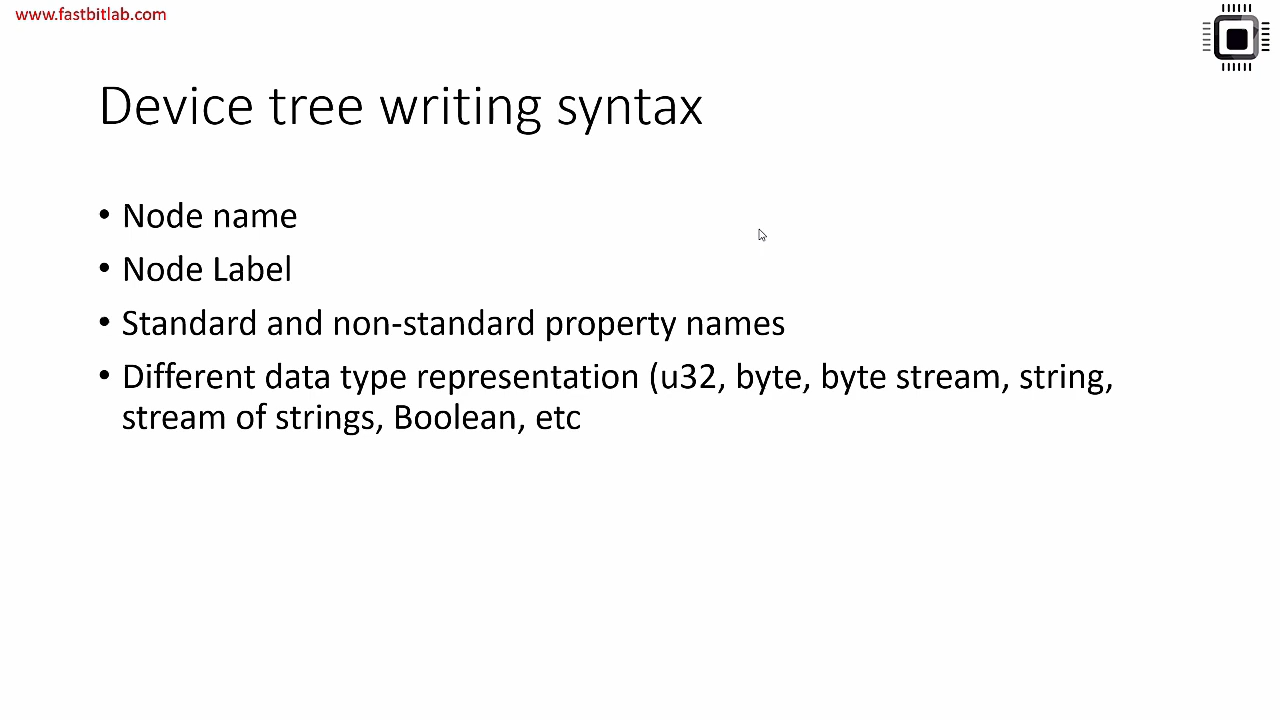 www.fastbitlab.com
Device tree writing syntax
• Node name
• Node Label
• Standard and non-standard property names
• Different data type representation (u32, byte, byte stream, string,
stream of strings, Boolean, etc